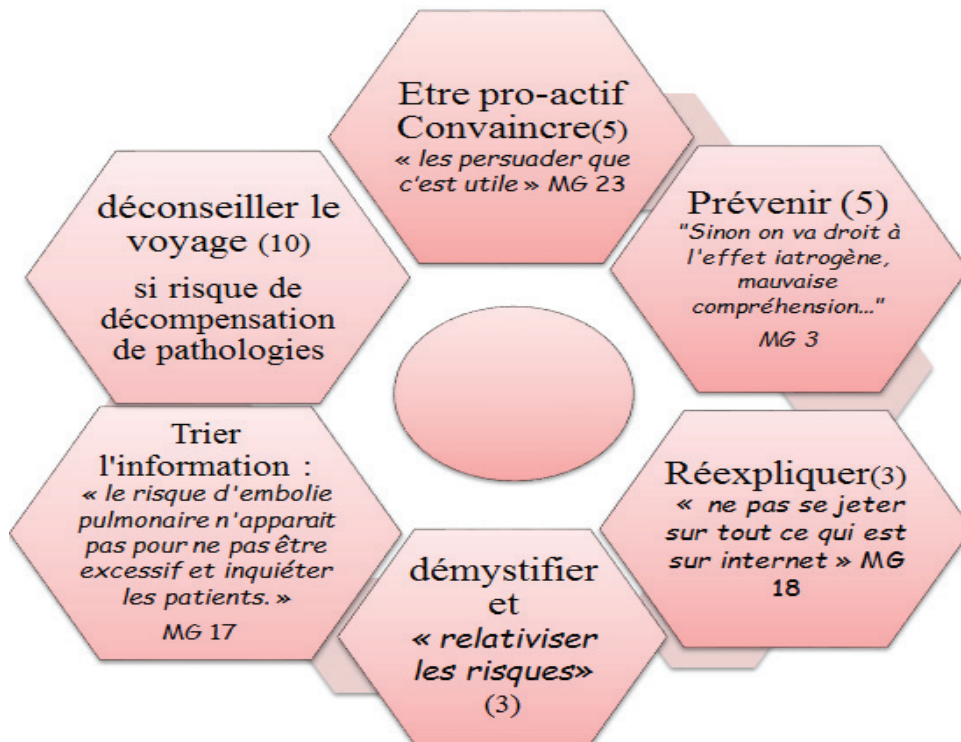 Etre pro-actif
Convaincre(5)
« les persuader que
c'est utile » MG 23
Prévenir (5)
"Sinon on va droit à
l'effet iatrogène,
mauvaise
compréhension..."
MG 3
Réexpliquer(3)
« ne pas se jeter
sur tout ce qui est
sur internet » MG
18
démystifier
et
« relativiser
les risques»
(3)
Trier
l'information :
« le risque d'embolie
pulmonaire n'apparait
pas pour ne pas être
excessif et inquiéter
les patients. »
MG 17
déconseiller le
voyage (10)
si risque de
décompensation
de pathologies